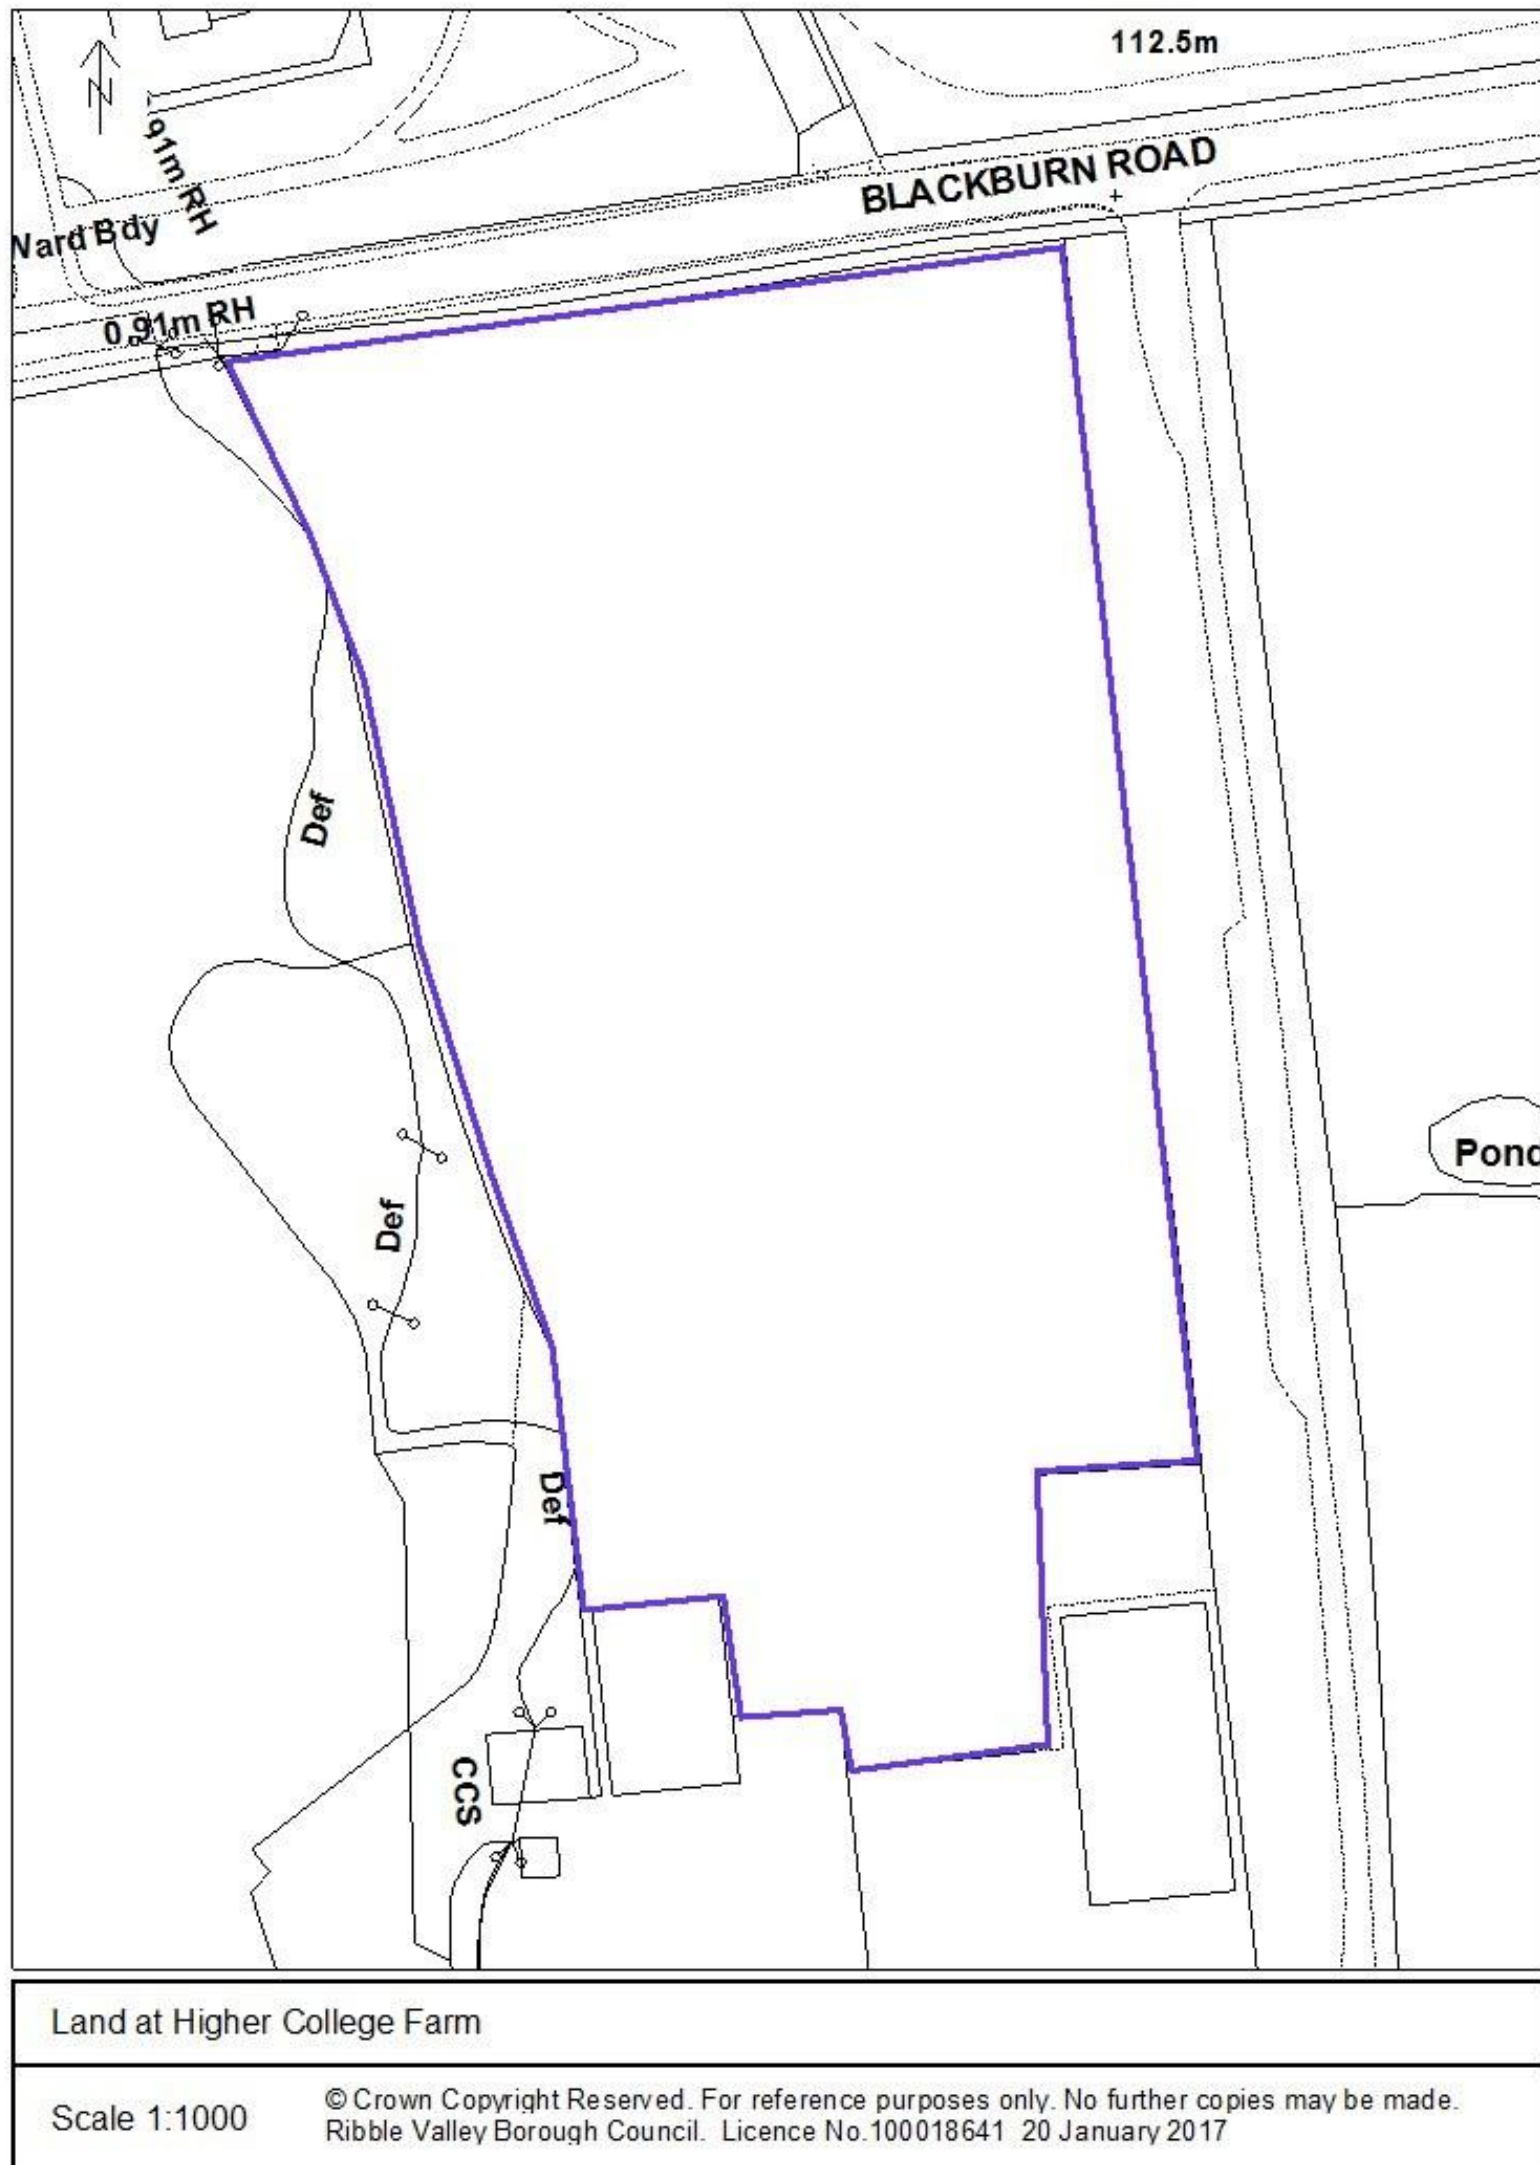 112.5m
BLACKBURN ROAD
91m RH
Ward Bdy
0.91m RH
N
Def
Pond
Def
Def
CCS
Land at Higher College Farm
Scale 1:1000
© Crown Copyright Reserved. For reference purposes only. No further copies may be made.
Ribble Valley Borough Council. Licence No.100018641 20 January 2017